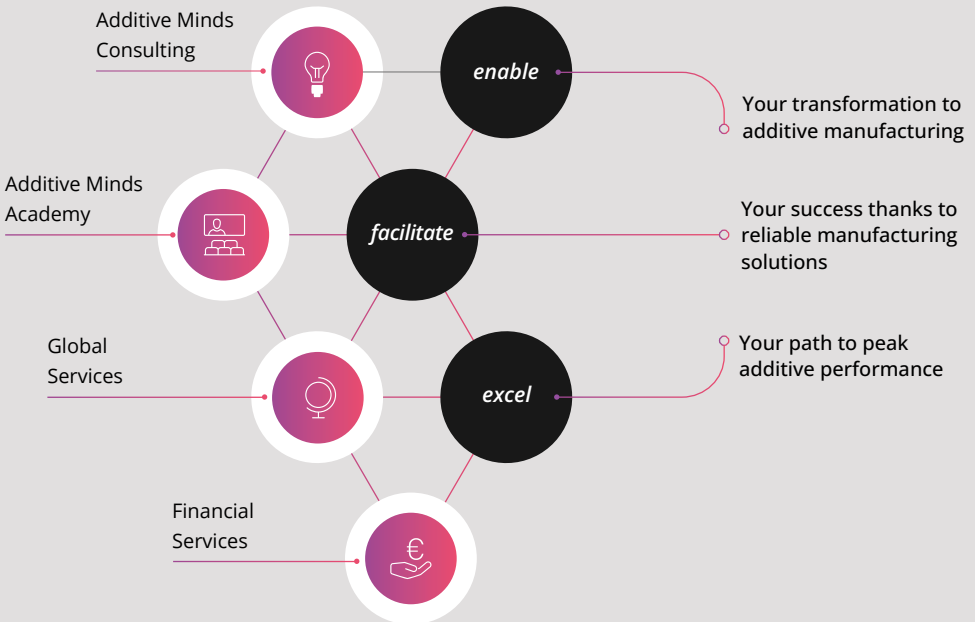 Additive Minds
Consulting
enable
Your transformation to
additive manufacturing
Additive Minds
Academy
facilitate
Your success thanks to
reliable manufacturing
solutions
Global
Services
excel
Your path to peak
additive performance
Financial
Services
€